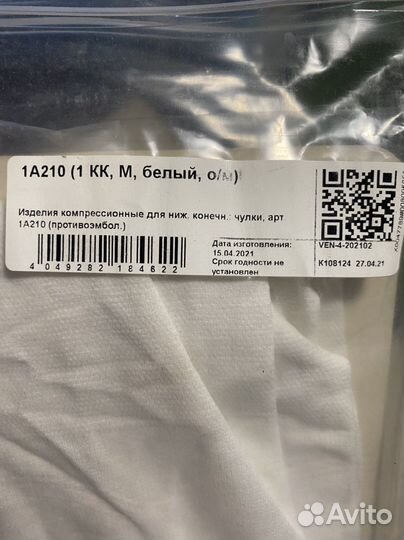 1А210 (1 КК, М, белый, о/м)
Изделия компрессионные для ниж. конечн.: чулки, арт
1А210 (противоэмбол.)
4 049282 184622
Дата изготовления:
15.04.2021
Срок годности не
установлен
VEN-4-202102
K108124 27.04.21
Avito